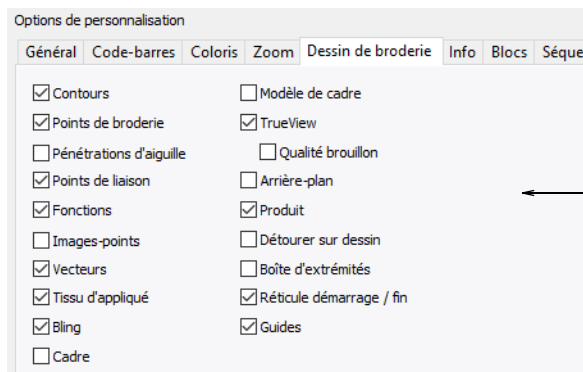 Options de personnalisation
Général Code-barres Coloris Zoom Dessin de broderie Info Blocs Séque
Contours
Points de broderie
Pénétrations d'aiguille
Points de liaison
Fonctions
Images-points
Vecteurs
Tissu d'appliqué
Bling
Cadre
Modèle de cadre
TrueView
Qualité brouillon
Arrière-plan
Produit
Détourer sur dessin
Boîte d'extrémités
Réticule démarrage / fin
Guides